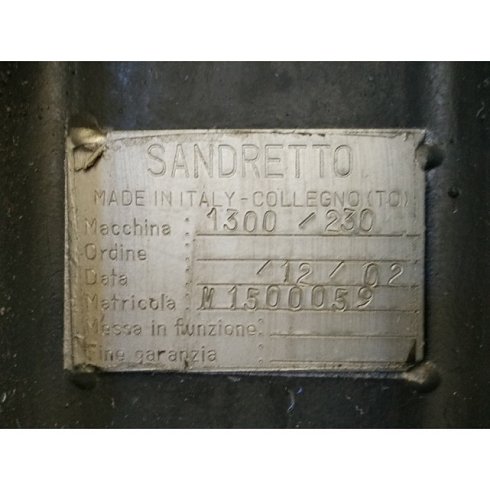 SANDRETTO
MADE IN ITALY - COLLEGNO (TO)
Macchina : 1300 / 230
Ordine :
Data : /12/02
Matricola : M1500059
Messa in funzione :
Fine garanzia :